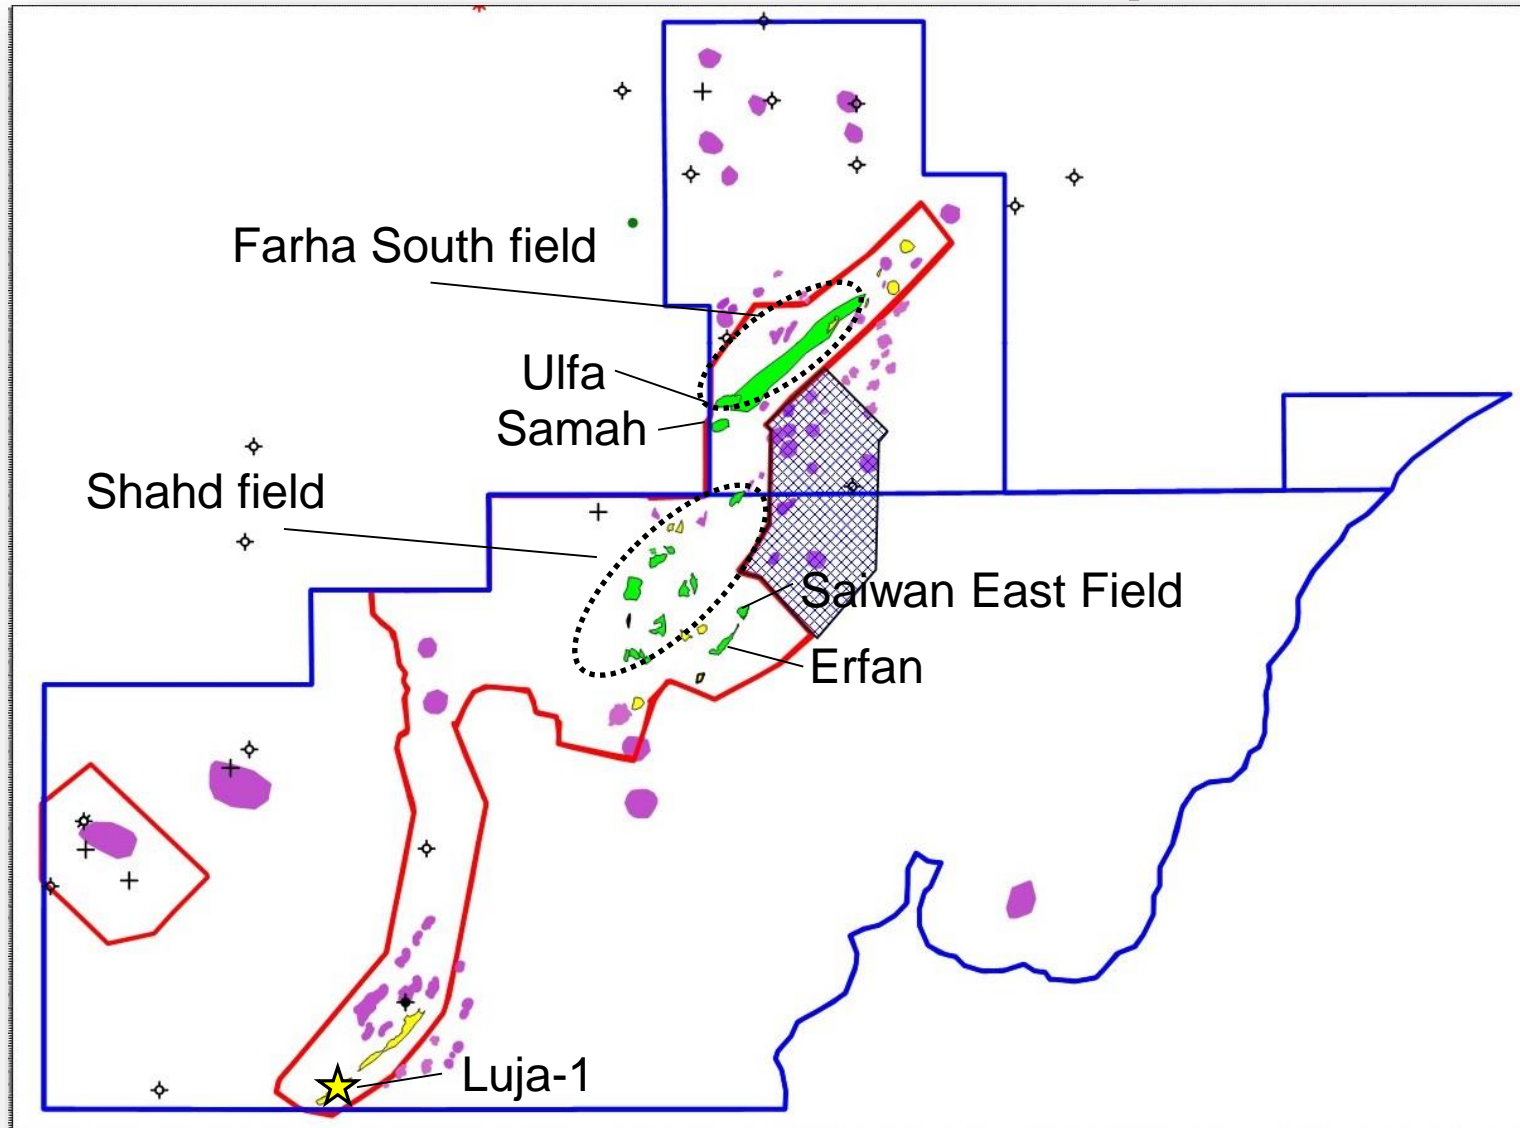 Farha South field
Ulfa
Samah
Shahd field
Saiwan East Field
Erfan
Luja-1